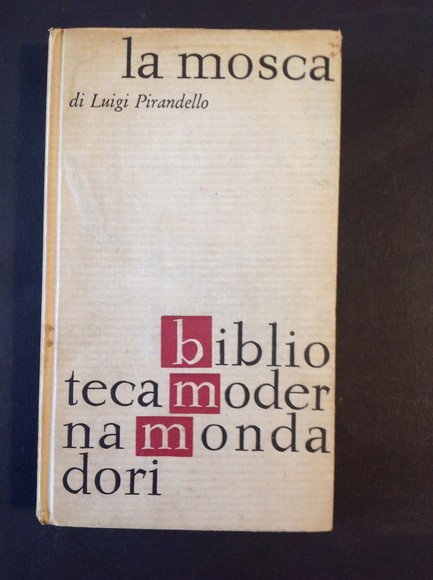 la mosca
di Luigi Pirandello
biblio
tecamoder
namonda
dori